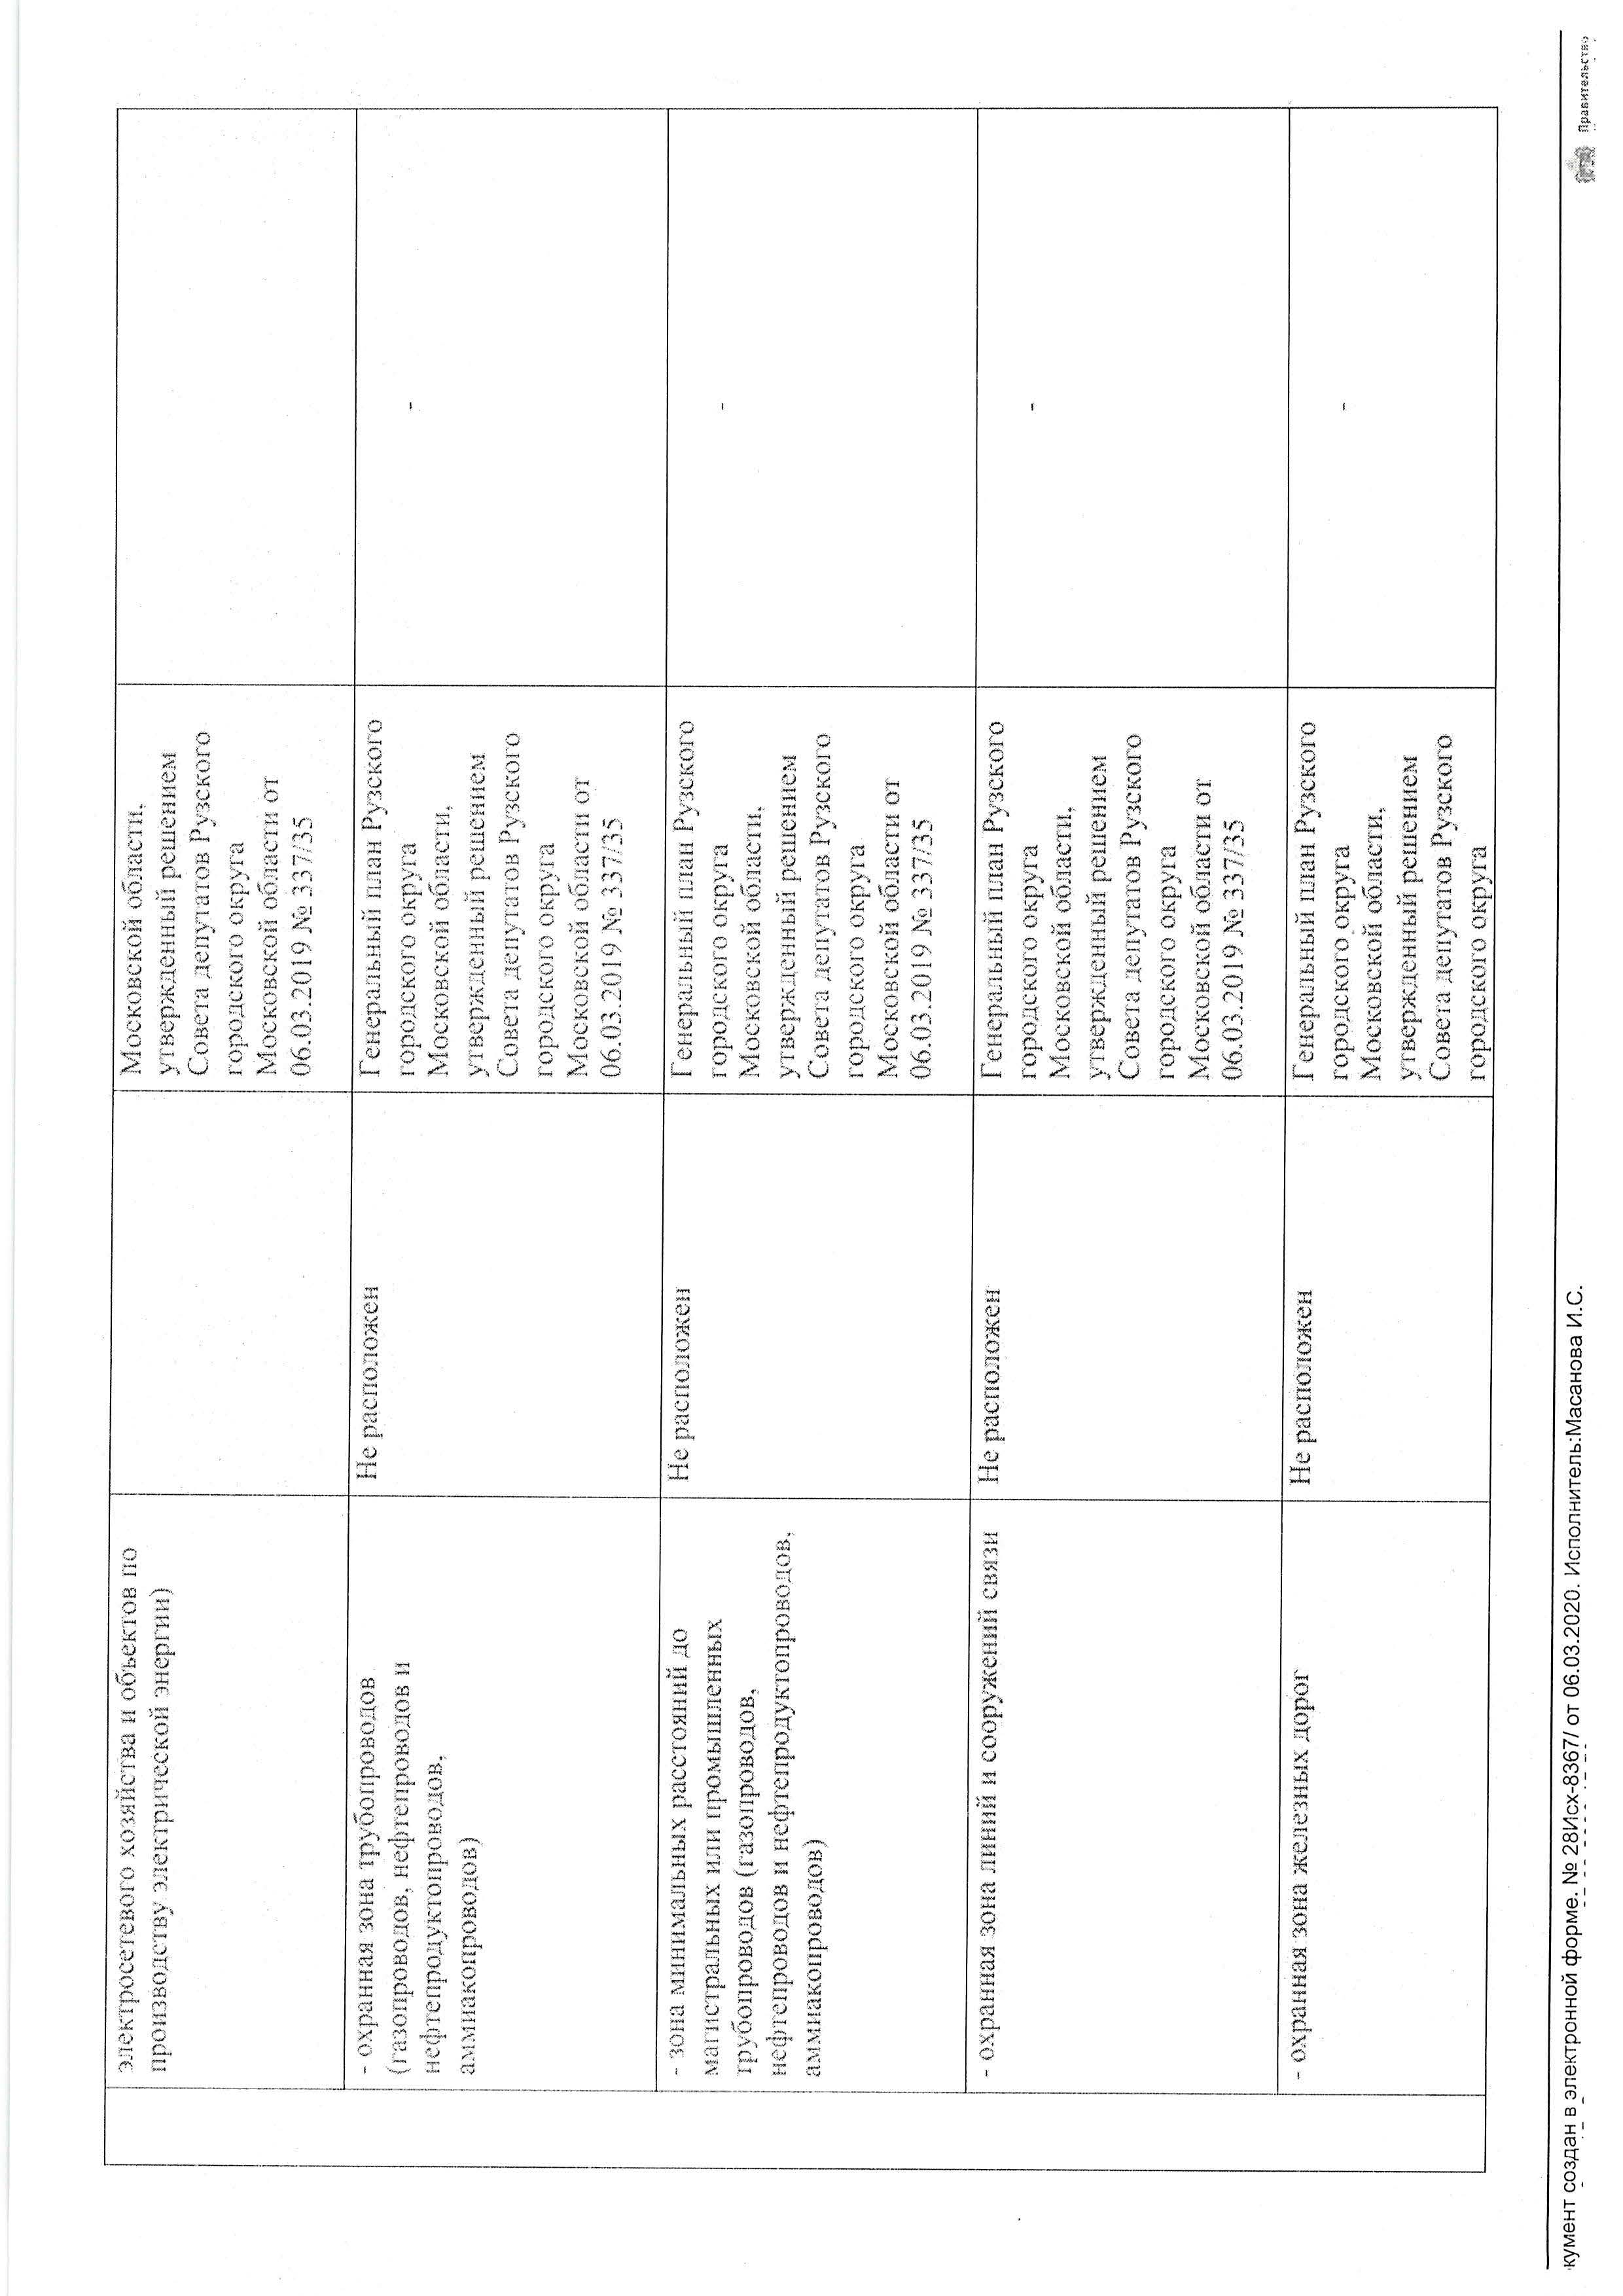 электросетевого хозяйства и объектов по
производству электрической энергии)
Московской области,
утвержденный решением
Совета депутатов Рузского
городского округа
Московской области от
06.03.2019 № 337/35
- охранная зона трубопроводов
(газопроводов, нефтепроводов и
нефтепродуктопроводов,
аммиакопроводов)
Не расположен
Генеральный план Рузского
городского округа
Московской области,
утвержденный решением
Совета депутатов Рузского
городского округа
Московской области от
06.03.2019 № 337/35
-
- зона минимальных расстояний до
магистральных или промышленных
трубопроводов (газопроводов,
нефтепроводов и нефтепродуктопроводов,
аммиакопроводов)
Не расположен
Генеральный план Рузского
городского округа
Московской области,
утвержденный решением
Совета депутатов Рузского
городского округа
Московской области от
06.03.2019 № 337/35
-
- охранная зона линий и сооружений связи
Не расположен
Генеральный план Рузского
городского округа
Московской области,
утвержденный решением
Совета депутатов Рузского
городского округа
Московской области от
06.03.2019 № 337/35
-
- охранная зона железных дорог
Не расположен
Генеральный план Рузского
городского округа
Московской области,
утвержденный решением
Совета депутатов Рузского
городского округа
-
кумент создан в электронной форме. № 28Исх-8367/ от 06.03.2020. Исполнитель:Масанова И.С.
Правительство